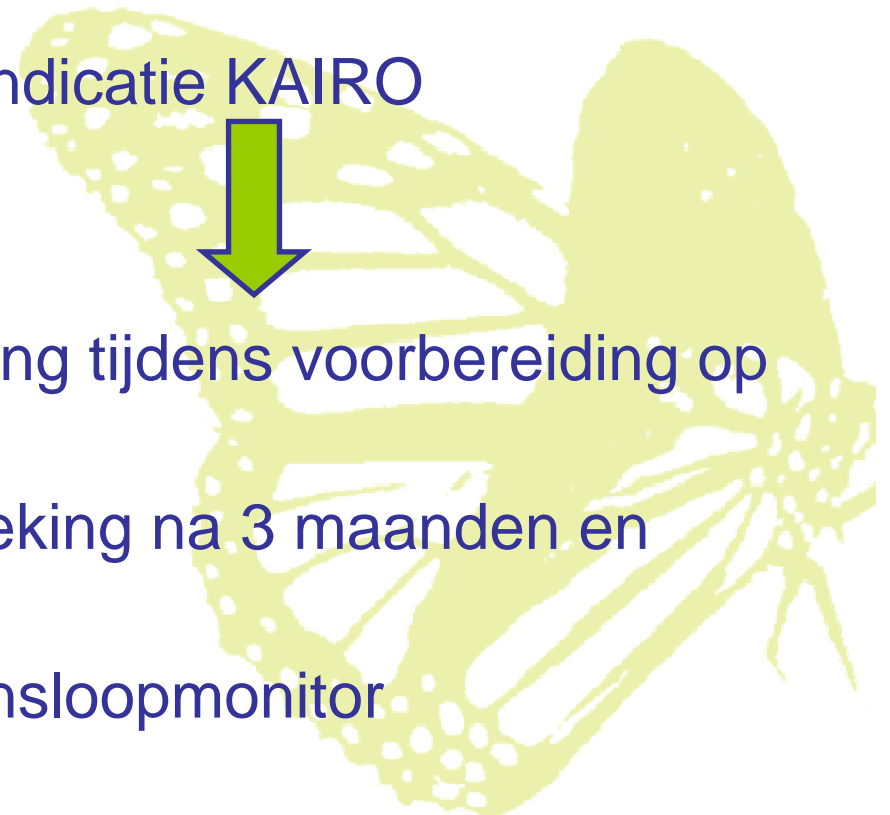 ndicatie KAIRO
ng tijdens voorbereiding op
eking na 3 maanden en
nsloopmonitor